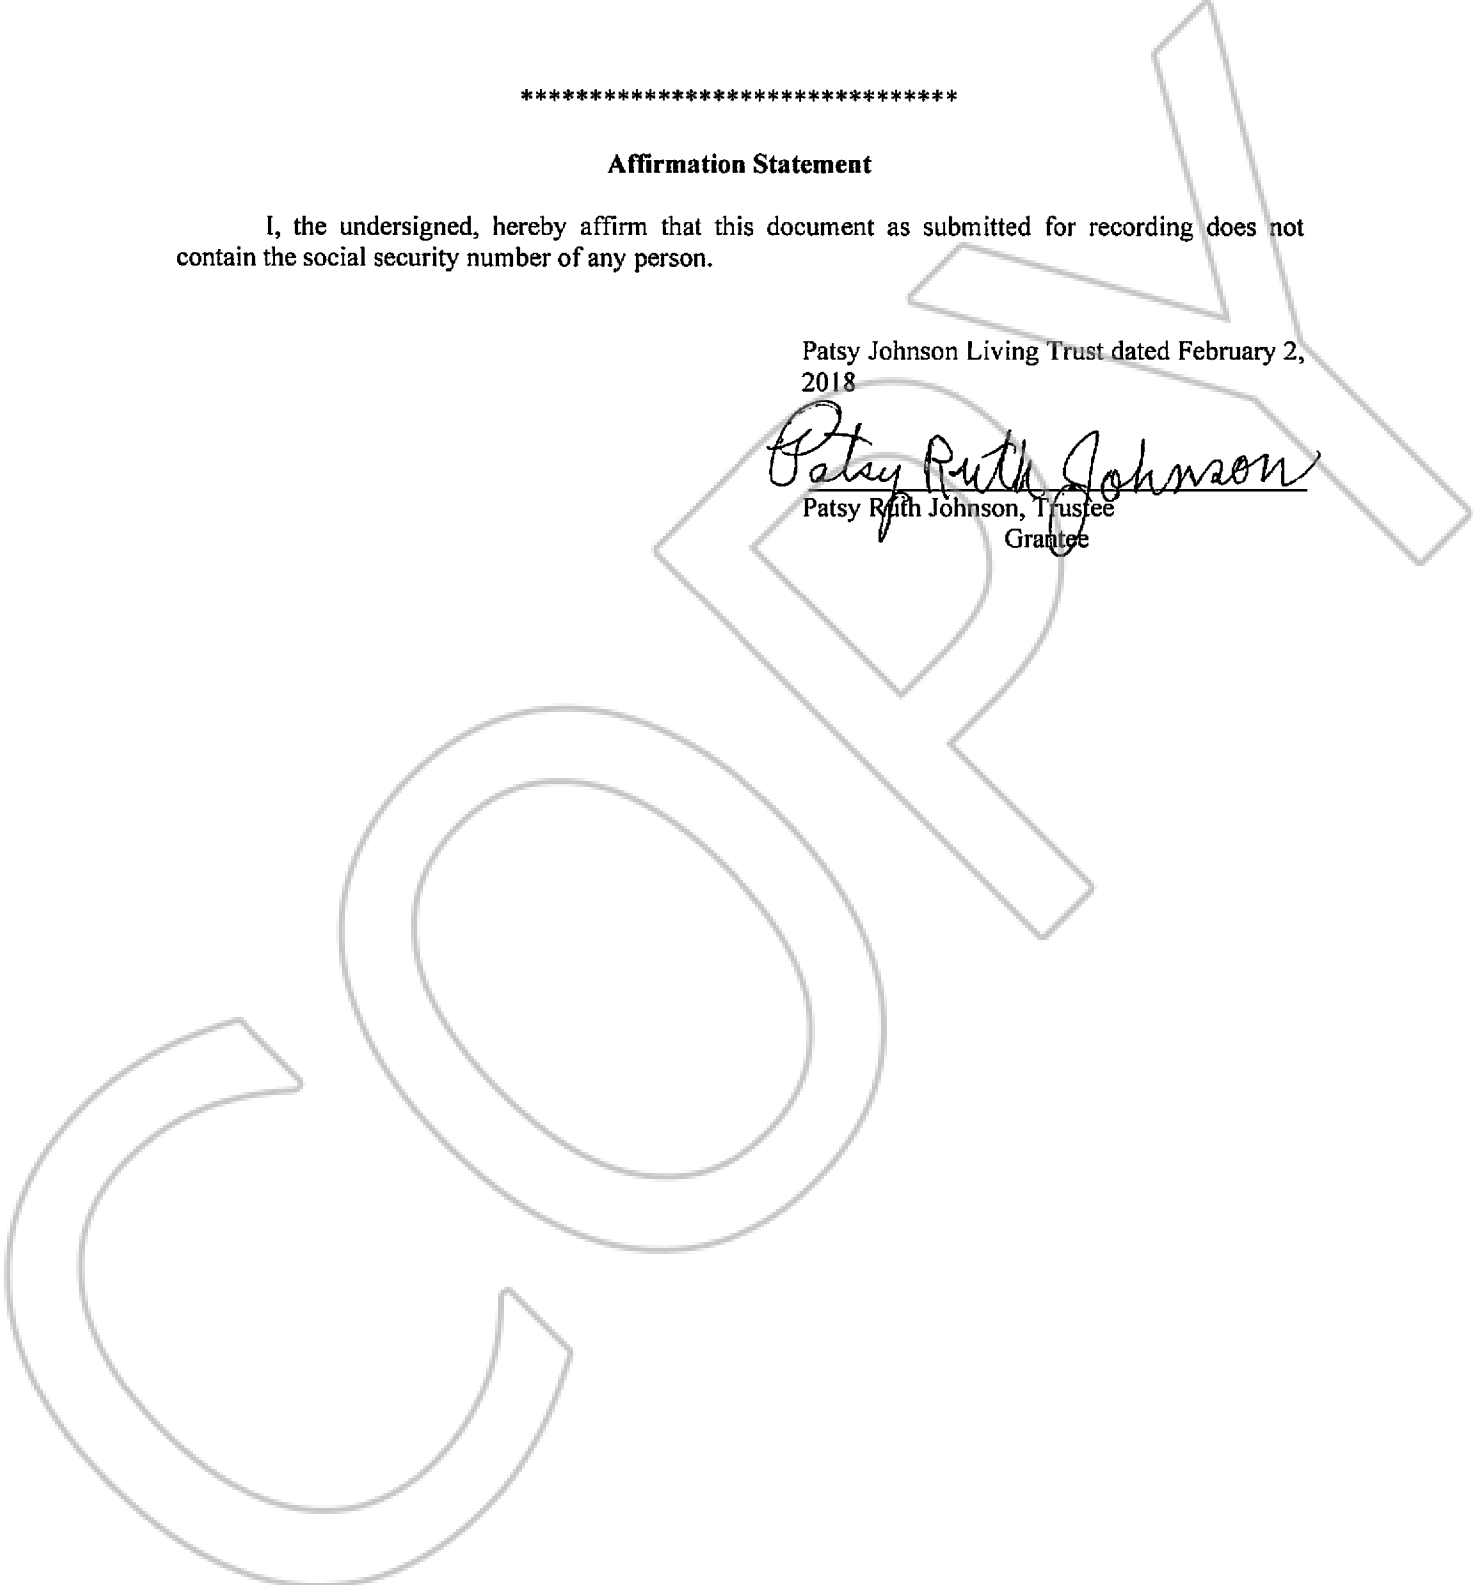 ********************************
Affirmation Statement
I, the undersigned, hereby affirm that this document as submitted for recording does not
contain the social security number of any person.
Patsy Johnson Living Trust dated February 2,
2018
Patsy Ruth Johnson
Patsy Ruth Johnson, Trustee
Grantee
COPY